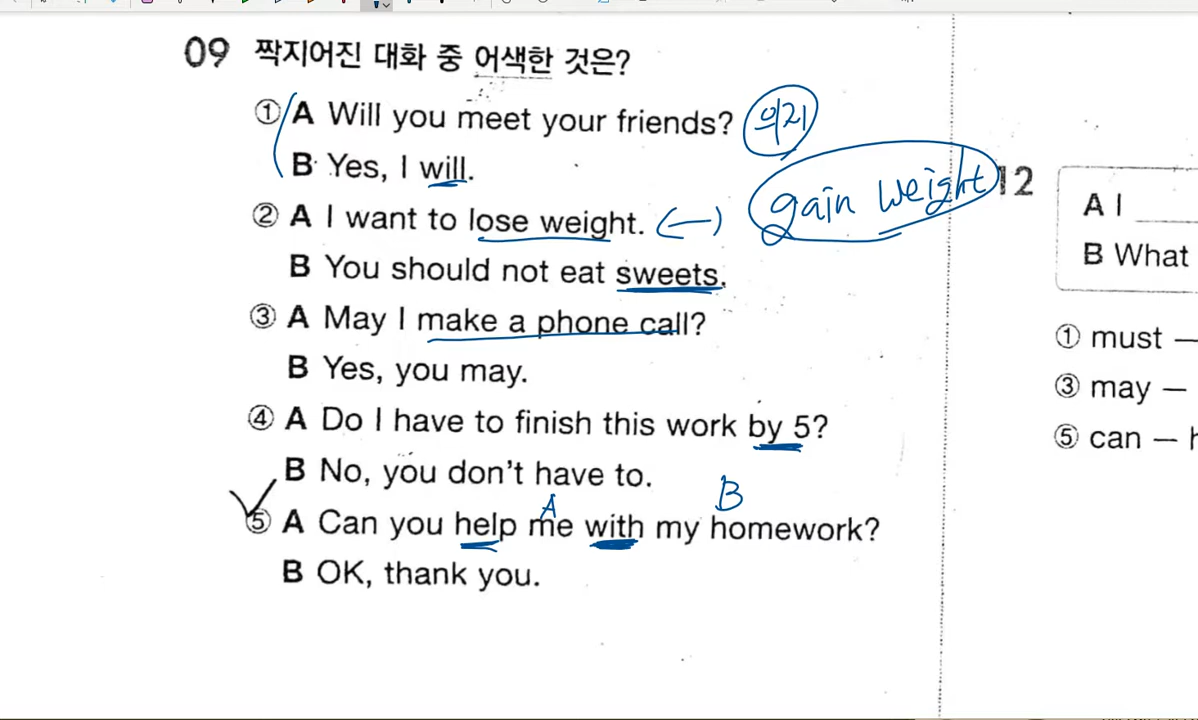 09 짝지어진 대화 중 어색한 것은?
① A Will you meet your friends? 의지
B Yes, I will.
② A I want to lose weight. ↔ gain weight
B You should not eat sweets.
③ A May I make a phone call?
B Yes, you may.
④ A Do I have to finish this work by 5?
B No, you don't have to.
A B
⑤ A Can you help me with my homework?
B OK, thank you.
12
A I
B What
① must —
③ may —
⑤ can — h